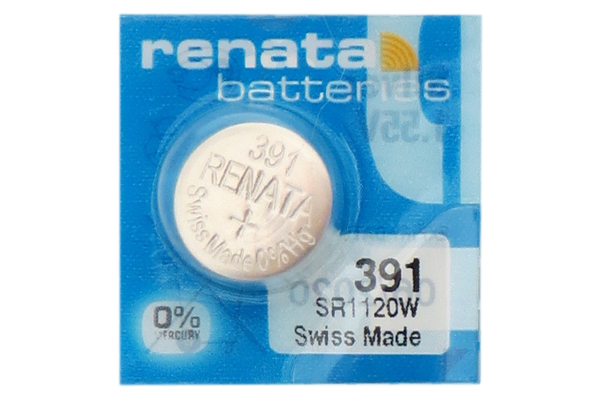 renata
batteries
391
RENATA
+
Swiss Made 0% Hg
391
SR1120W
Swiss Made
0%
MERCURY